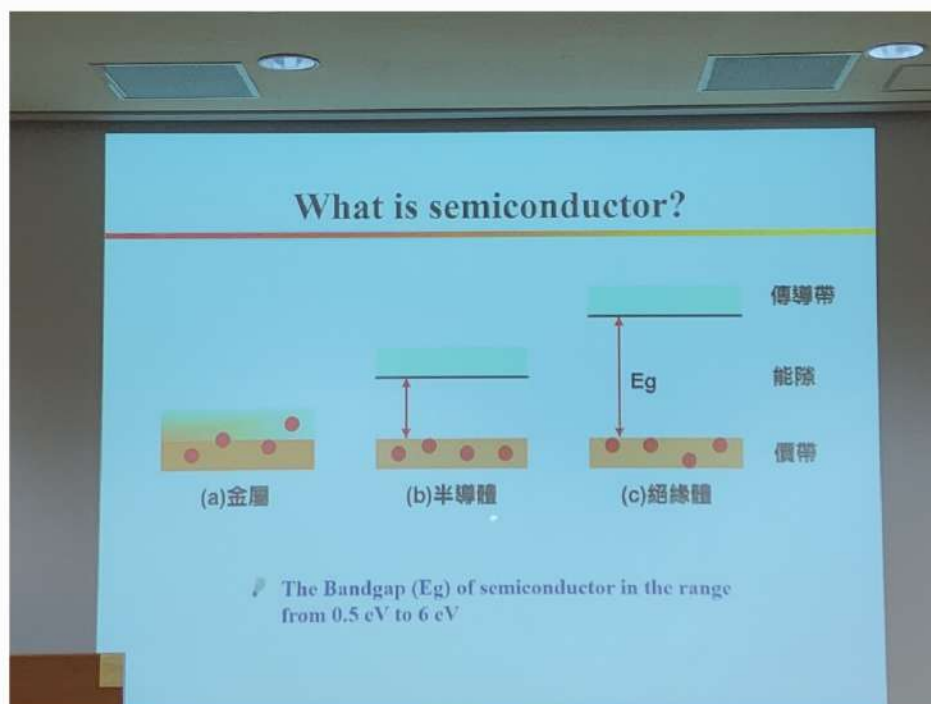 What is semiconductor?
傳導帶
Eg
能隙
價帶
(a)金屬
(b)半導體
(c)絕緣體
The Bandgap (Eg) of semiconductor in the range
from 0.5 eV to 6 eV